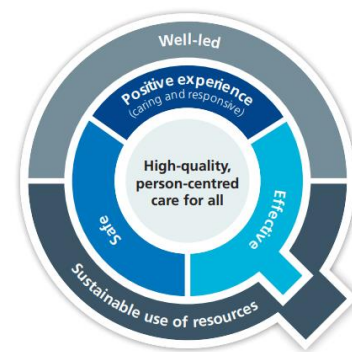 Well-led
Positive experience
(caring and responsive)
High-quality,
person-centred
care for all
Safe
Effective
Sustainable use of resources